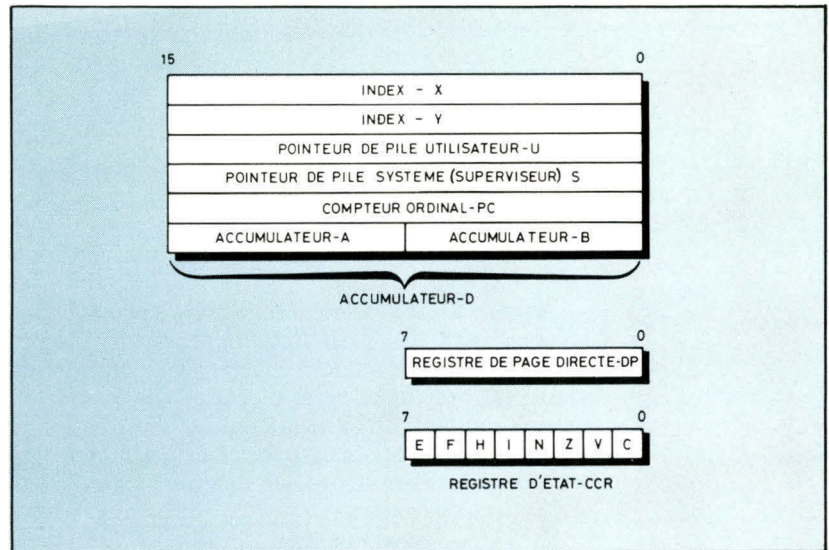 15 0
INDEX - X
INDEX - Y
POINTEUR DE PILE UTILISATEUR-U
POINTEUR DE PILE SYSTEME (SUPERVISEUR) S
COMPTEUR ORDINAL-PC
ACCUMULATEUR-A ACCUMULATEUR-B
ACCUMULATEUR-D
7 0
REGISTRE DE PAGE DIRECTE-DP
7 0
E F H I N Z V C
REGISTRE D'ETAT-CCR